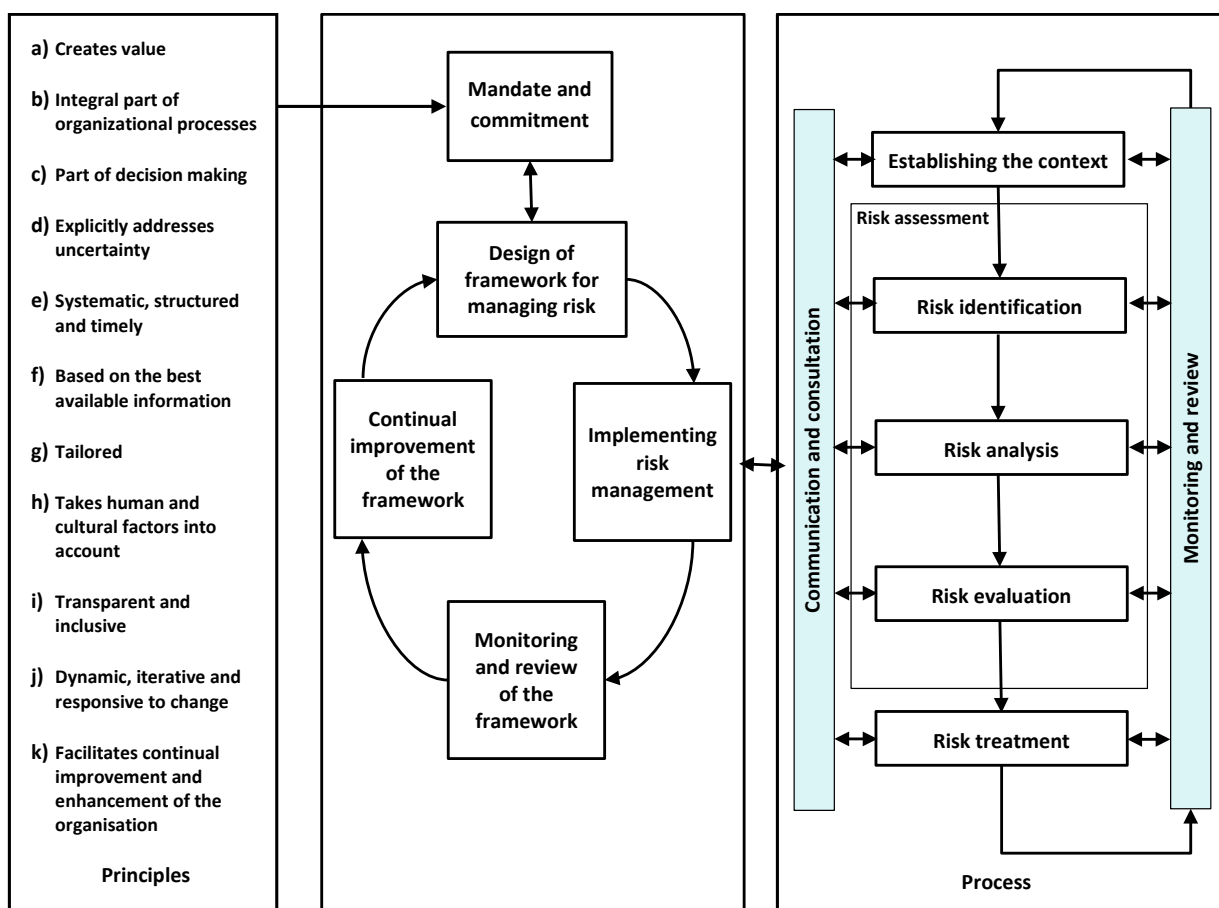 a) Creates value
b) Integral part of
organizational processes
c) Part of decision making
d) Explicitly addresses
uncertainty
e) Systematic, structured
and timely
f) Based on the best
available information
g) Tailored
h) Takes human and
cultural factors into
account
i) Transparent and
inclusive
j) Dynamic, iterative and
responsive to change
k) Facilitates continual
improvement and
enhancement of the
organisation
Principles
Mandate and
commitment
Design of
framework for
managing risk
Continual
improvement
of the
framework
Implementing
risk
management
Monitoring
and review
of the
framework
Communication and consultation
Establishing the context
Risk assessment
Risk identification
Risk analysis
Risk evaluation
Risk treatment
Monitoring and review
Process